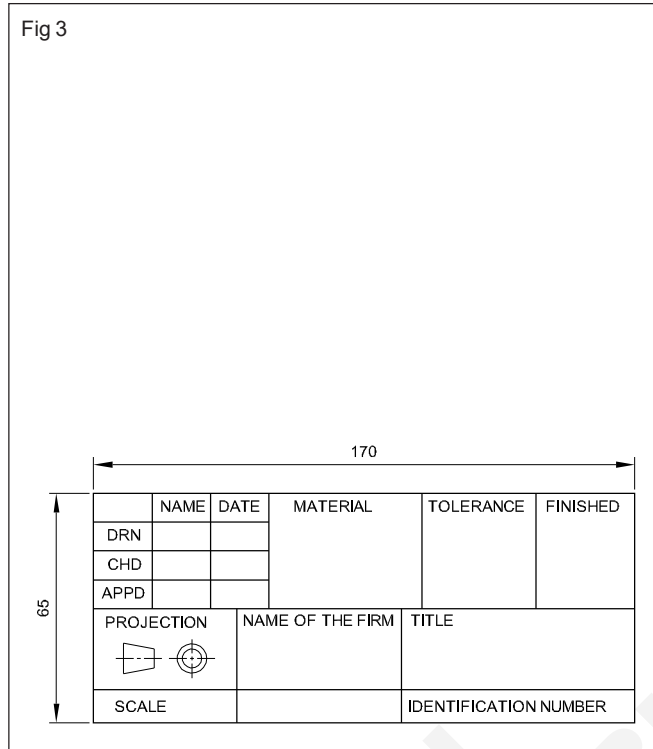 Fig 3
170
65
NAME DATE MATERIAL TOLERANCE FINISHED
DRN
CHD
APPD
PROJECTION NAME OF THE FIRM TITLE
SCALE IDENTIFICATION NUMBER